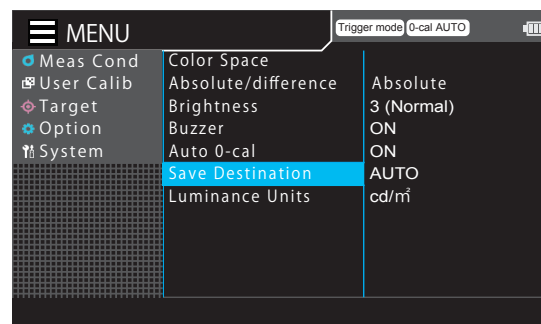 MENU
Trigger mode 0-cal AUTO
Meas Cond
User Calib
Target
Option
System
Color Space
Absolute/difference Absolute
Brightness 3 (Normal)
Buzzer ON
Auto 0-cal ON
Save Destination AUTO
Luminance Units cd/㎡